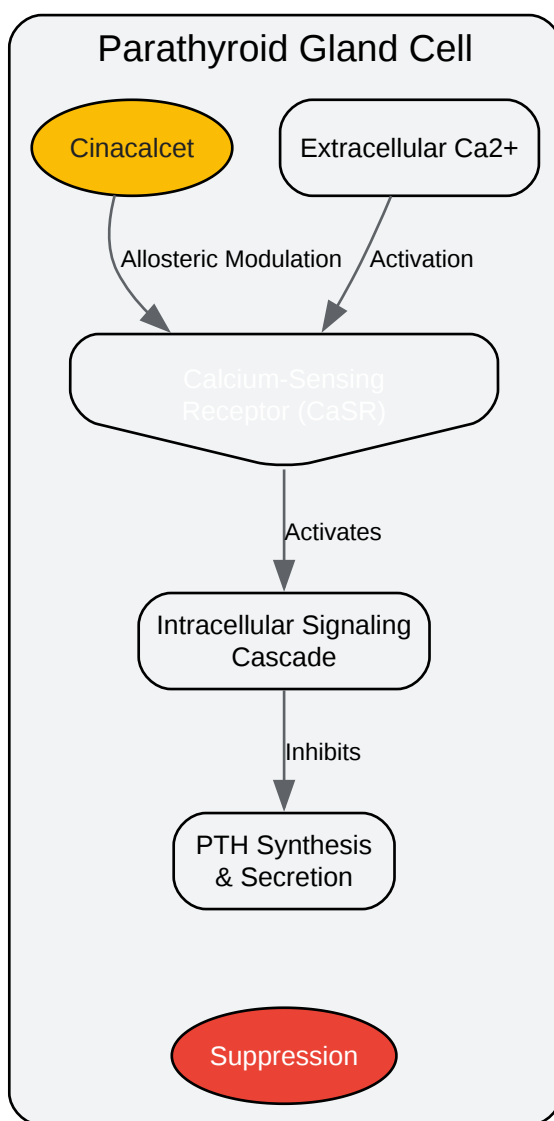 Parathyroid Gland Cell
Cinacalcet
Extracellular Ca2+
Allosteric Modulation
Activation
Calcium-Sensing
Receptor (CaSR)
Activates
Intracellular Signaling
Cascade
Inhibits
PTH Synthesis
& Secretion
Suppression